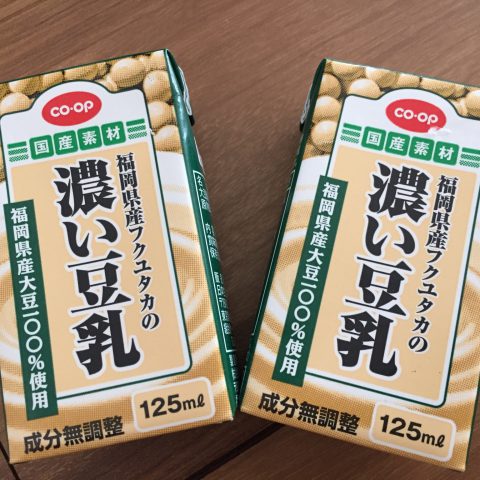 co·op
国産素材
福岡県産フクユタカの
濃い豆乳
福岡県産大豆一〇〇%使用
成分無調整
125mℓ
co·op
国産素材
福岡県産フクユタカの
濃い豆乳
福岡県産大豆一〇〇%使用
成分無調整
125mℓ